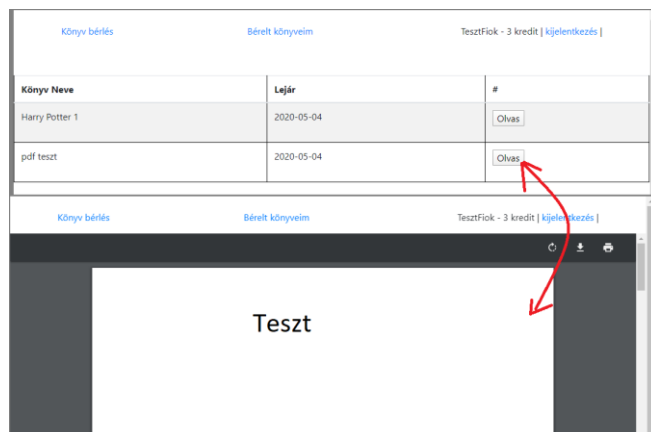 Könyv bérlés Bérelt könyveim TesztFiok - 3 kredit | kijelentkezés |
Könyv Neve Lejár #
Harry Potter 1 2020-05-04 Olvas
pdf teszt 2020-05-04 Olvas
Könyv bérlés Bérelt könyveim TesztFiok - 3 kredit | kijelentkezés |
Teszt